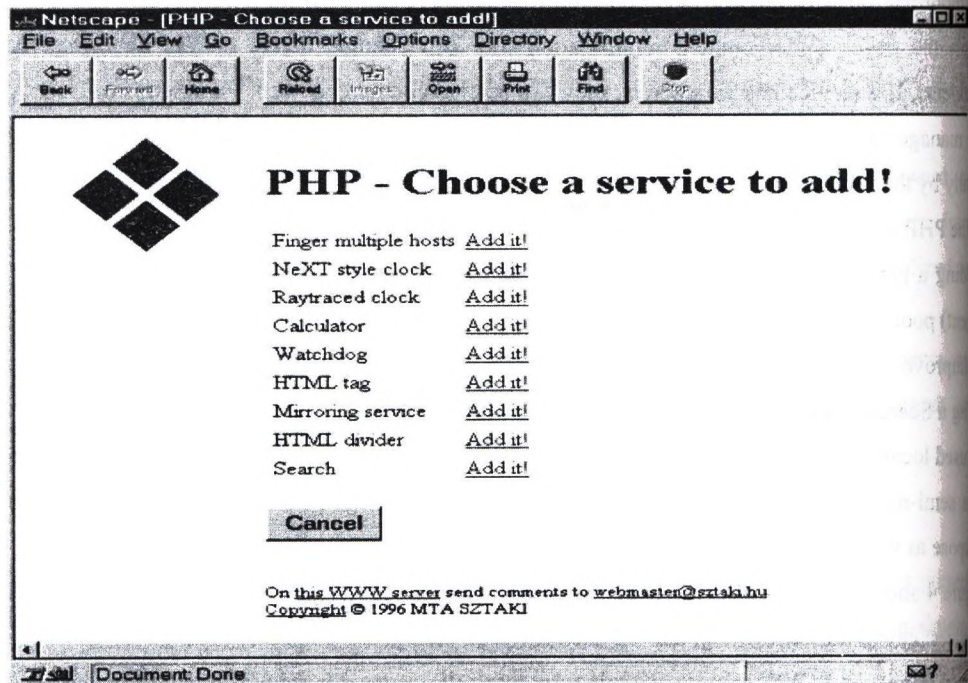 Netscape - [PHP - Choose a service to add!]
File Edit View Go Bookmarks Options Directory Window Help
Back Forward Home Reload Images Open Print Find Stop
PHP - Choose a service to add!
Finger multiple hosts Add it!
NeXT style clock Add it!
Raytraced clock Add it!
Calculator Add it!
Watchdog Add it!
HTML tag Add it!
Mirroring service Add it!
HTML divider Add it!
Search Add it!
Cancel
On this WWW server send comments to webmaster@sztaki.hu
Copyright © 1996 MTA SZTAKI
Document: Done